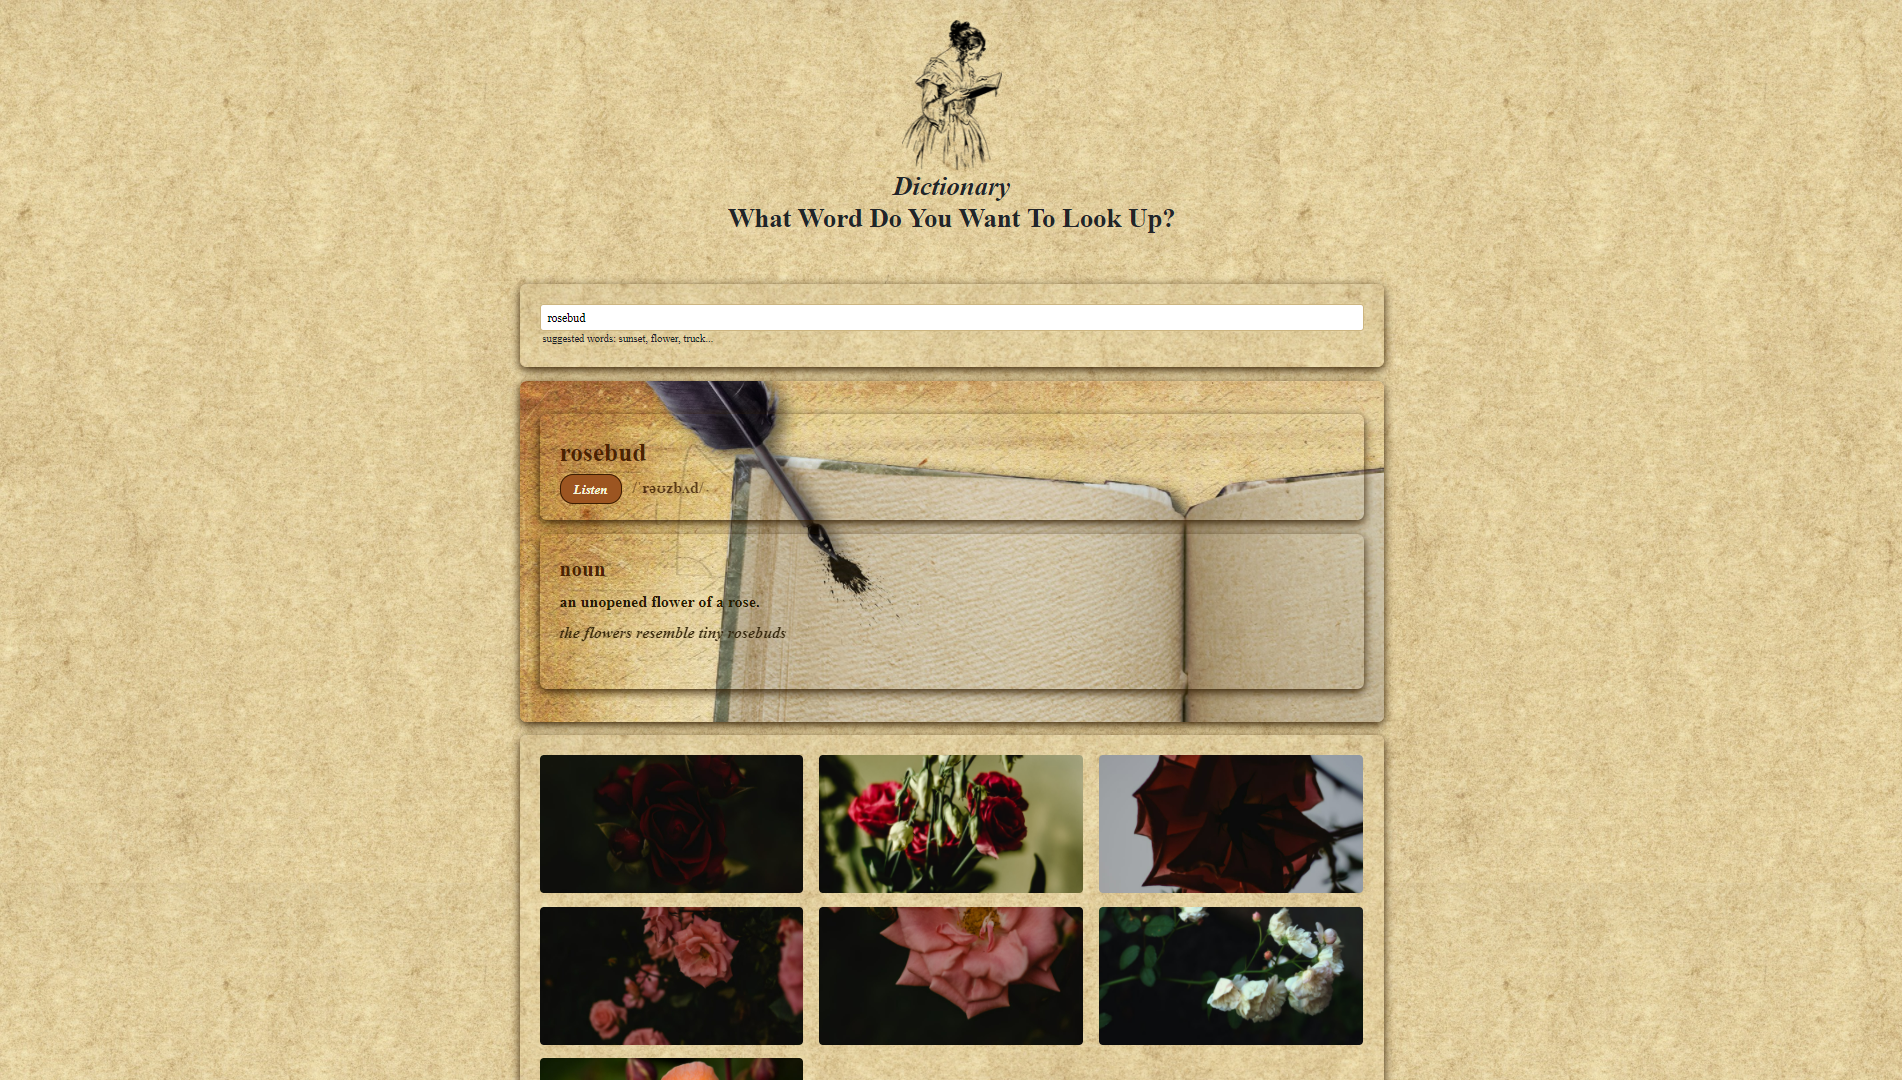 Dictionary
What Word Do You Want To Look Up?
rosebud
suggested words: sunset, flower, truck...
rosebud
Listen
/ˈrəʊzbʌd/
noun
an unopened flower of a rose.
the flowers resemble tiny rosebuds